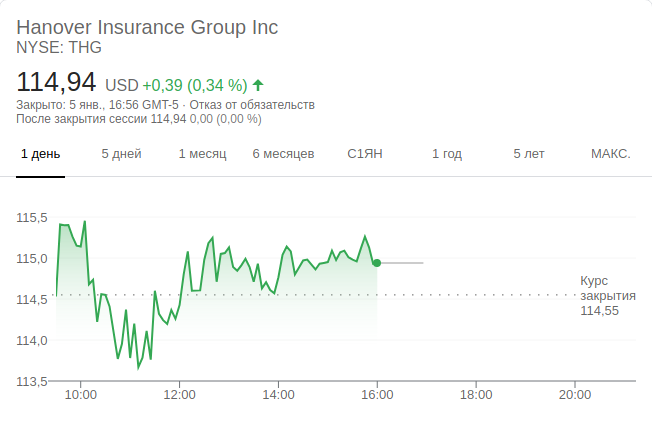 Hanover Insurance Group Inc
NYSE: THG
114,94 USD +0,39 (0,34 %)
Закрыто: 5 янв., 16:56 GMT-5 · Отказ от обязательств
После закрытия сессии 114,94 0,00 (0,00 %)
1 день 5 дней 1 месяц 6 месяцев С1ЯН 1 год 5 лет МАКС.
115,5
115,0
114,5
114,0
113,5
Курс
закрытия
114,55
10:00 12:00 14:00 16:00 18:00 20:00